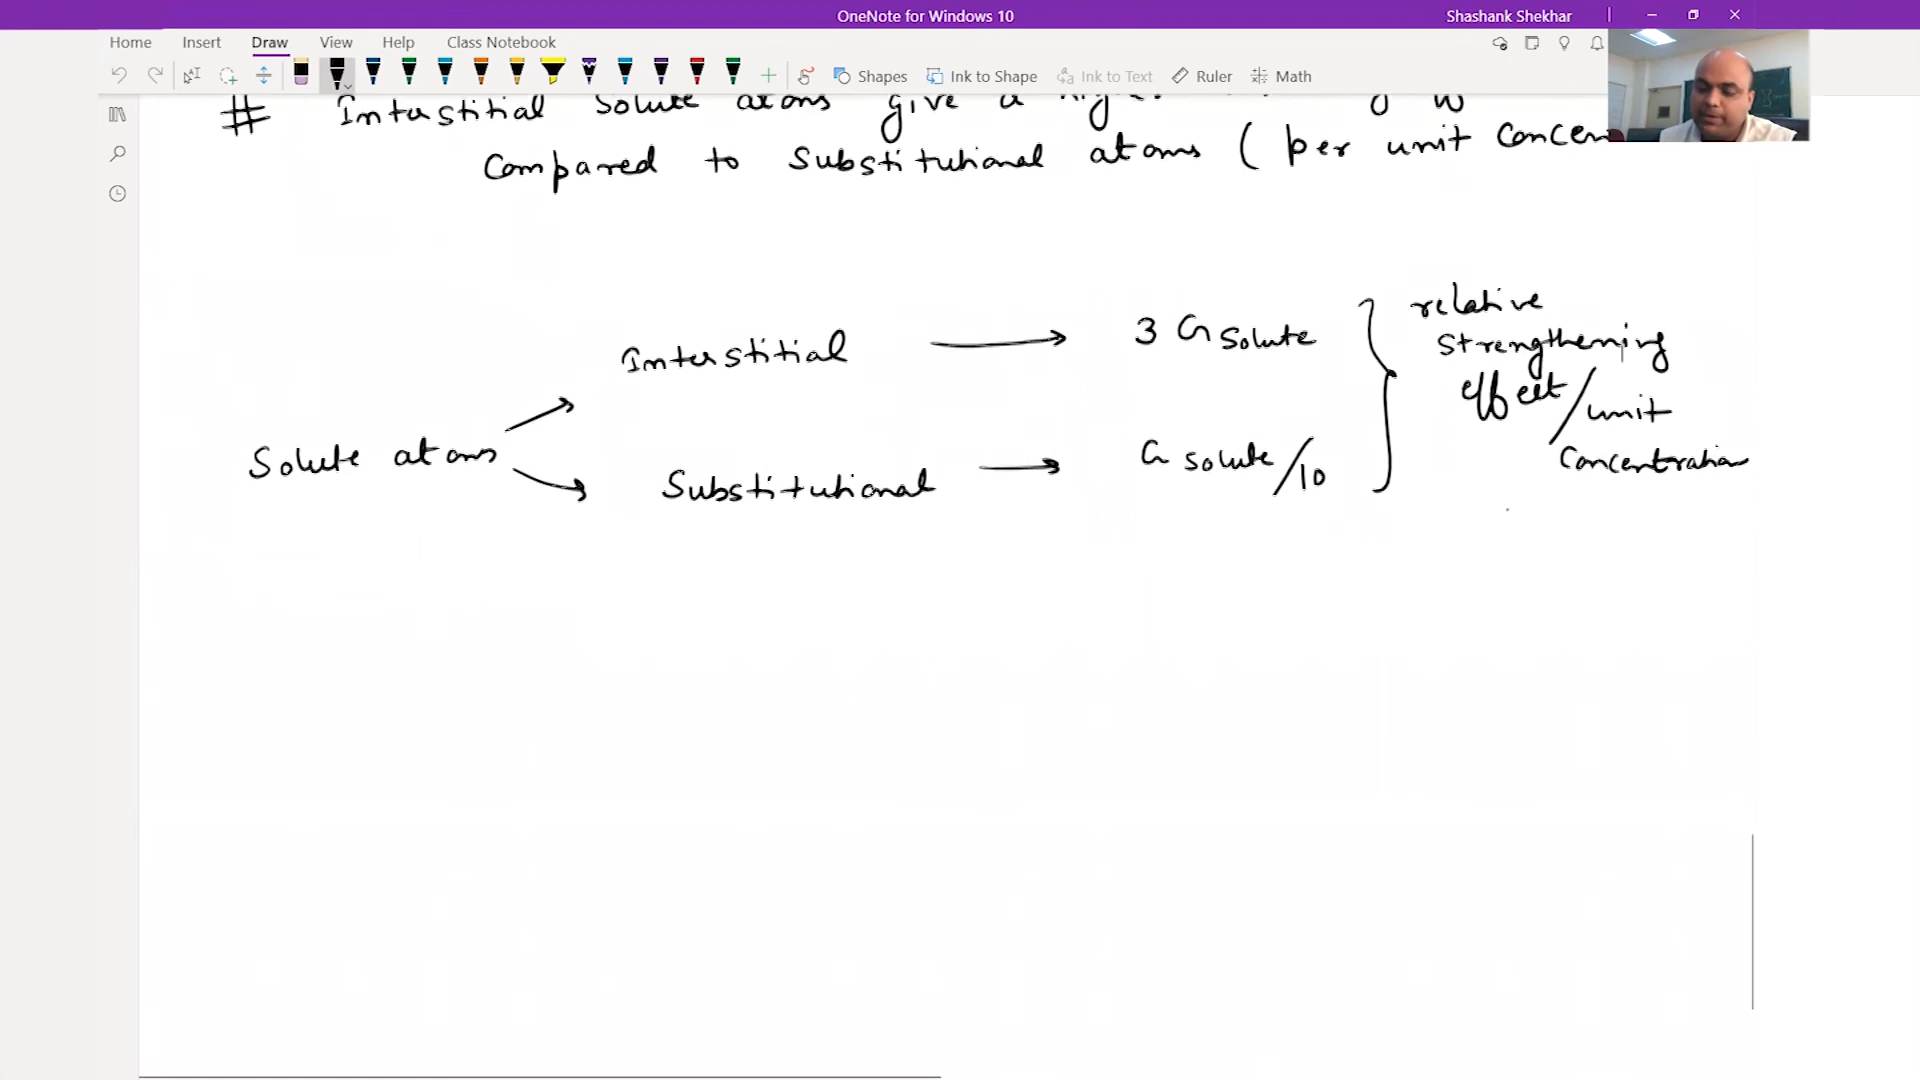 OneNote for Windows 10
Shashank Shekhar
Home Insert Draw View Help Class Notebook
Shapes Ink to Shape Ink to Text Ruler Math
# Interstitial Solute atoms give a
Compared to Substitutional atoms ( per unit Concen
Interstitial → 3 G Solute
relative
Strengthening
effect/unit
Concentration
Solute atoms
Substitutional → G Solute/10